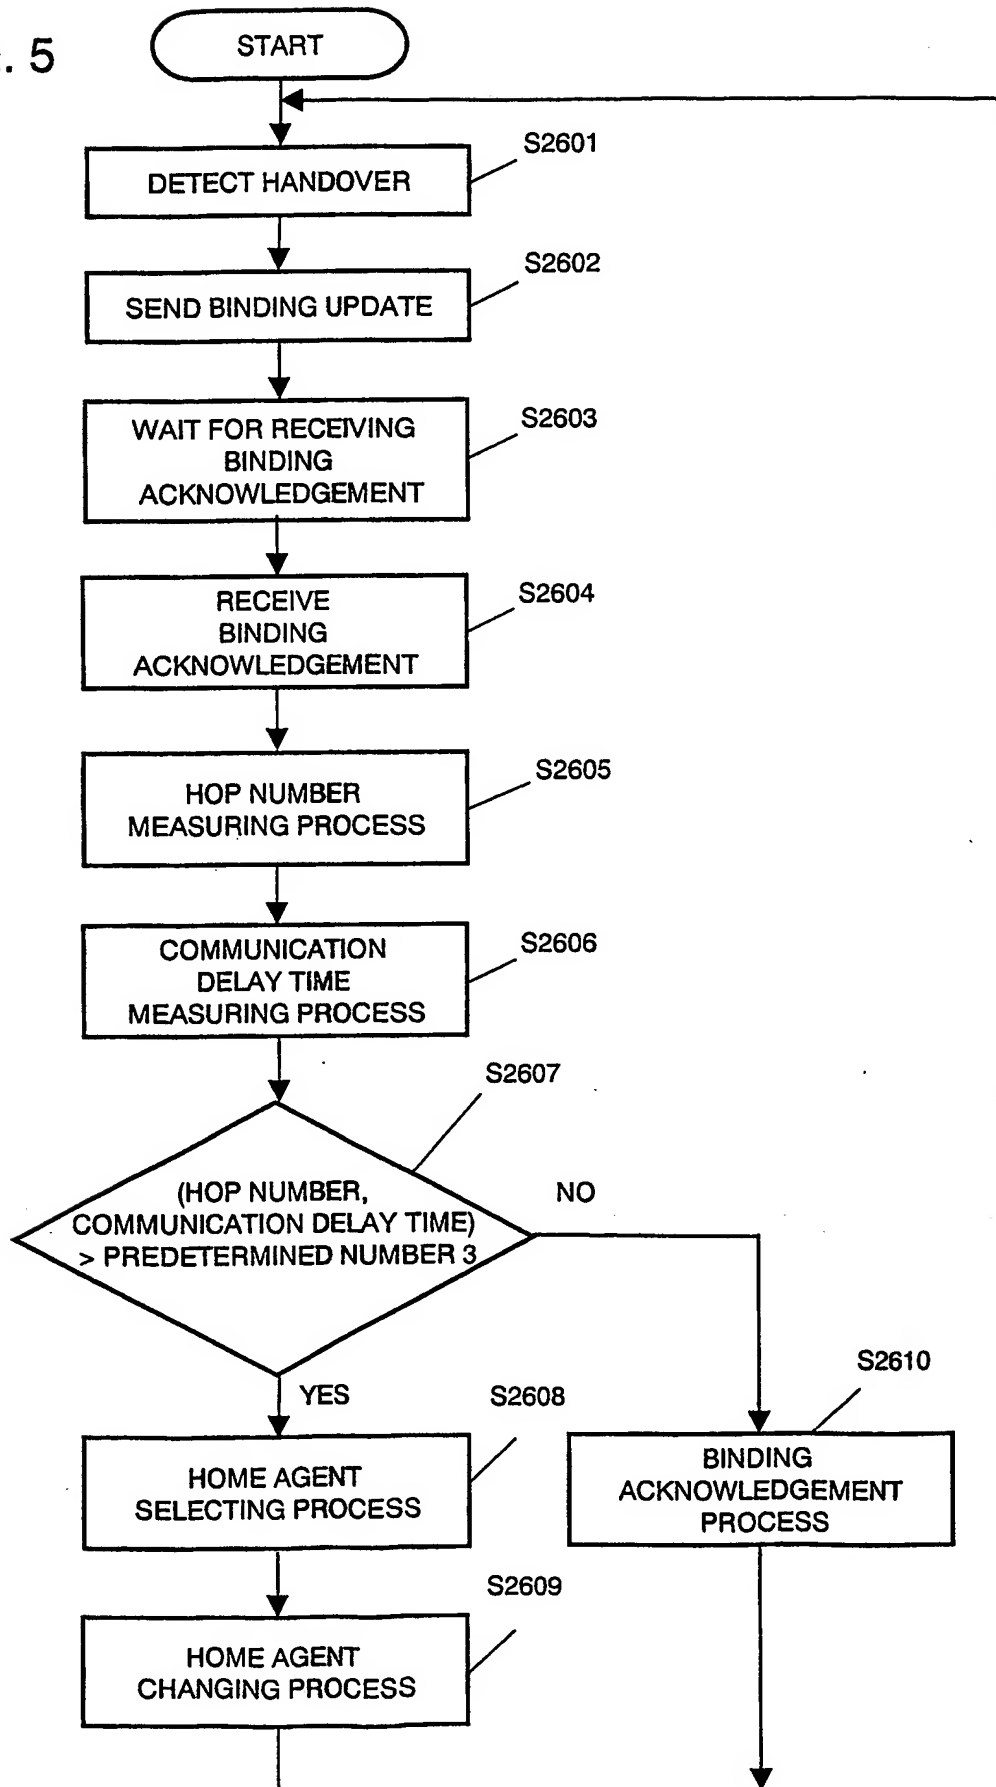 . 5
START
S2601
DETECT HANDOVER
S2602
SEND BINDING UPDATE
S2603
WAIT FOR RECEIVING
BINDING
ACKNOWLEDGEMENT
S2604
RECEIVE
BINDING
ACKNOWLEDGEMENT
S2605
HOP NUMBER
MEASURING PROCESS
S2606
COMMUNICATION
DELAY TIME
MEASURING PROCESS
S2607
(HOP NUMBER,
COMMUNICATION DELAY TIME)
> PREDETERMINED NUMBER 3
NO
YES
S2608
HOME AGENT
SELECTING PROCESS
S2610
BINDING
ACKNOWLEDGEMENT
PROCESS
S2609
HOME AGENT
CHANGING PROCESS